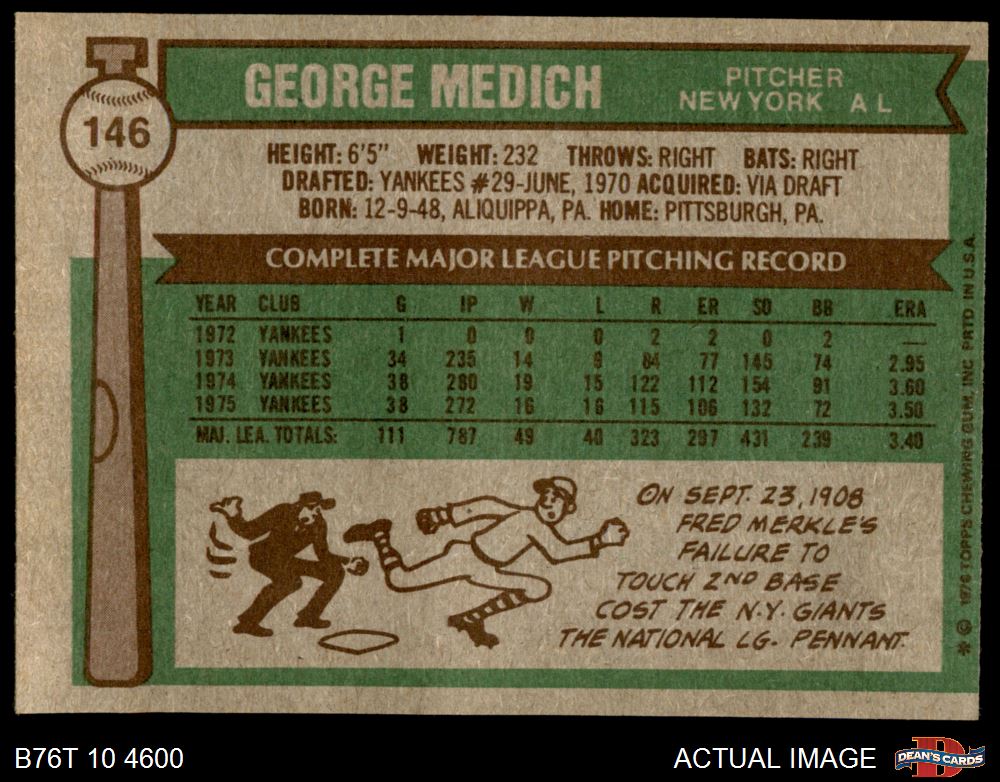 146
GEORGE MEDICH
PITCHER
NEW YORK A L
HEIGHT: 6'5" WEIGHT: 232 THROWS: RIGHT BATS: RIGHT
DRAFTED: YANKEES #29-JUNE, 1970 ACQUIRED: VIA DRAFT
BORN: 12-9-48, ALIQUIPPA, PA. HOME: PITTSBURGH, PA.
COMPLETE MAJOR LEAGUE PITCHING RECORD
YEAR CLUB G IP W L R ER SO BB ERA
1972 YANKEES 1 0 0 0 2 2 0 2 —
1973 YANKEES 34 235 14 9 84 77 145 74 2.95
1974 YANKEES 38 280 19 15 122 112 154 91 3.60
1975 YANKEES 38 272 16 16 115 106 132 72 3.50
MAJ. LEA. TOTALS: 111 787 49 40 323 297 431 239 3.40
ON SEPT. 23, 1908
FRED MERKLE'S
FAILURE TO
TOUCH 2ND BASE
COST THE N.Y. GIANTS
THE NATIONAL LG. PENNANT.
* © 1976 TOPPS CHEWING GUM, INC. PRTD IN U.S.A.
B76T 10 4600
ACTUAL IMAGE
D
DEAN'S CARDS